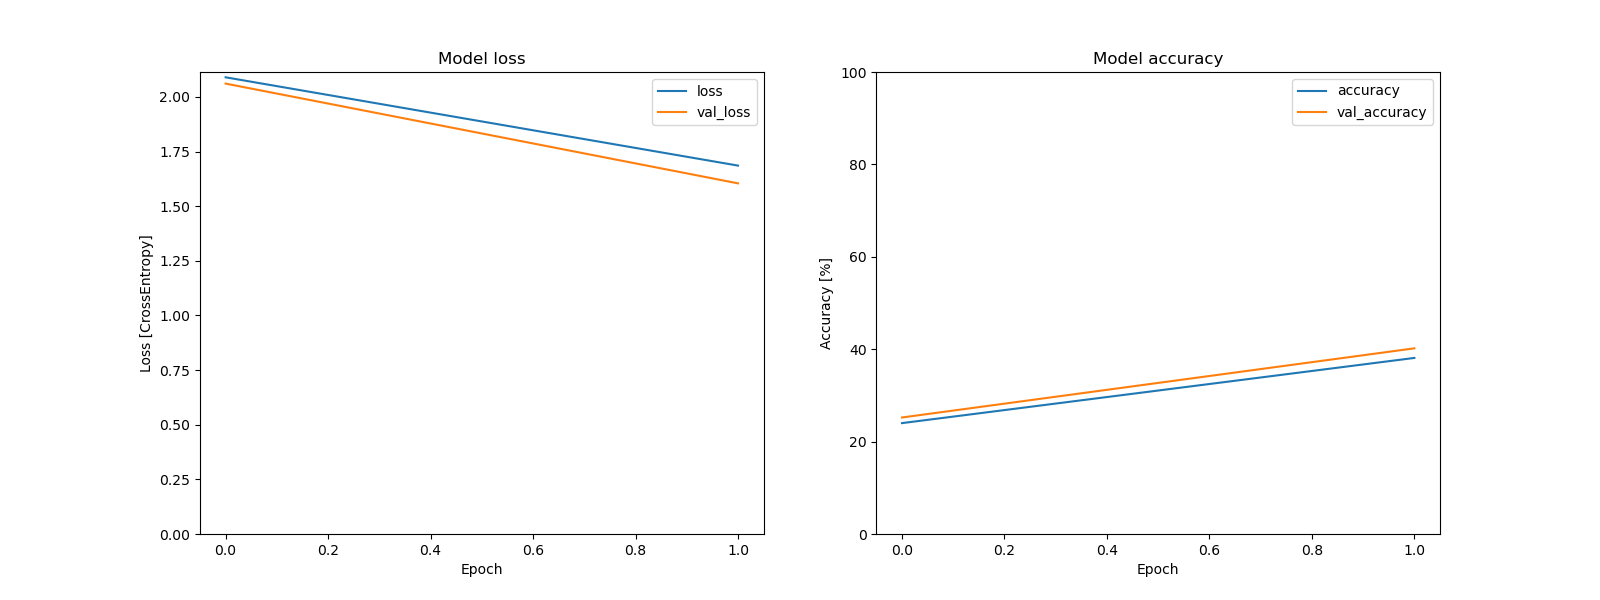 Model loss
loss
val_loss
2.00
1.75
1.50
1.25
1.00
0.75
0.50
0.25
0.00
Loss [CrossEntropy]
0.0 0.2 0.4 0.6 0.8 1.0
Epoch
Model accuracy
accuracy
val_accuracy
100
80
60
40
20
0
Accuracy [%]
0.0 0.2 0.4 0.6 0.8 1.0
Epoch